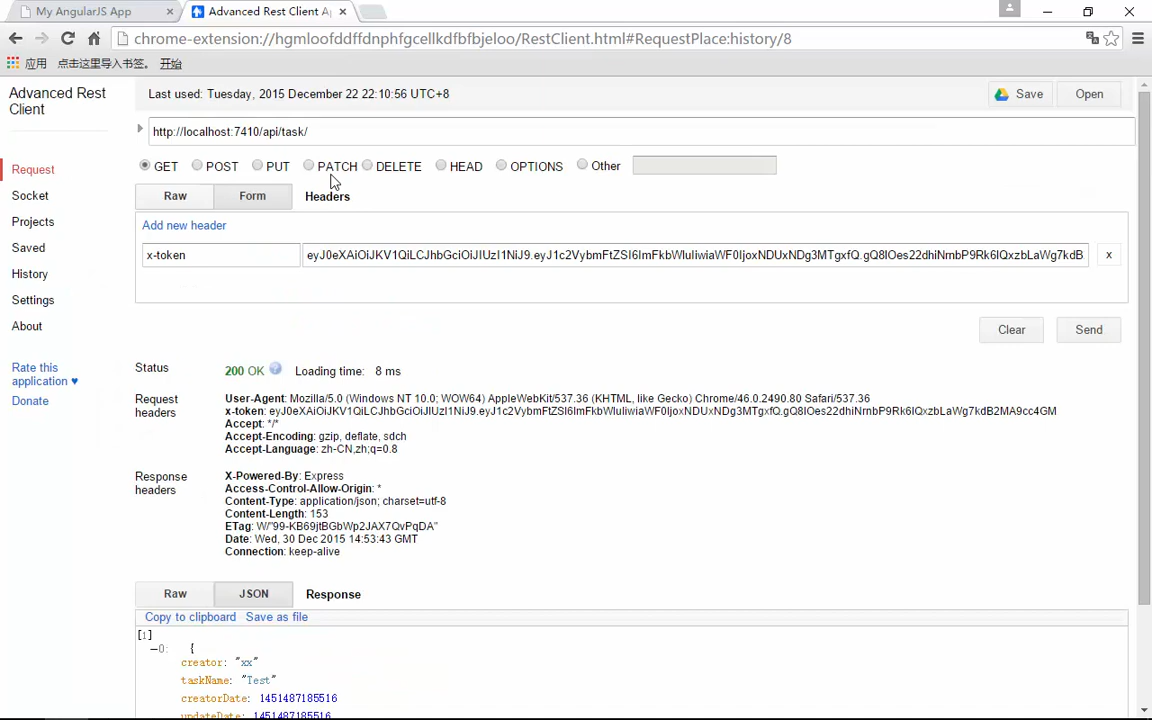 My AngularJS App
Advanced Rest Client A
chrome-extension://hgmloofddffdnphfgcellkdfbfbjeloo/RestClient.html#RequestPlace:history/8
应用 点击这里导入书签。 开始
Advanced Rest Client
Last used: Tuesday, 2015 December 22 22:10:56 UTC+8
Save
Open
http://localhost:7410/api/task/
GET POST PUT PATCH DELETE HEAD OPTIONS Other
Request
Socket
Projects
Saved
History
Settings
About
Rate this
application ♥
Donate
Raw Form Headers
Add new header
x-token
eyJ0eXAiOiJKV1QiLCJhbGciOiJIUzI1NiJ9.eyJ1c2VybmFtZSI6ImFkbWluIiwiaWF0IjoxNDUxNDg3MTgxfQ.gQ8IOes22dhiNmbP9Rk6IQxzbLaWg7kdB
x
Clear
Send
Status
200 OK Loading time: 8 ms
Request headers
User-Agent: Mozilla/5.0 (Windows NT 10.0; WOW64) AppleWebKit/537.36 (KHTML, like Gecko) Chrome/46.0.2490.80 Safari/537.36
x-token: eyJ0eXAiOiJKV1QiLCJhbGciOiJIUzI1NiJ9.eyJ1c2VybmFtZSI6ImFkbWluIiwiaWF0IjoxNDUxNDg3MTgxfQ.gQ8IOes22dhiNmbP9Rk6IQxzbLaWg7kdB2MA9cc4GM
Accept: */*
Accept-Encoding: gzip, deflate, sdch
Accept-Language: zh-CN,zh;q=0.8
Response headers
X-Powered-By: Express
Access-Control-Allow-Origin: *
Content-Type: application/json; charset=utf-8
Content-Length: 153
ETag: W/"99-KB69jtBGbWp2JAX7QvPqDA"
Date: Wed, 30 Dec 2015 14:53:43 GMT
Connection: keep-alive
Raw JSON Response
Copy to clipboard Save as file
[1]
−0: {
creator: "xx"
taskName: "Test"
creatorDate: 1451487185516
updateDate: 1451487185516